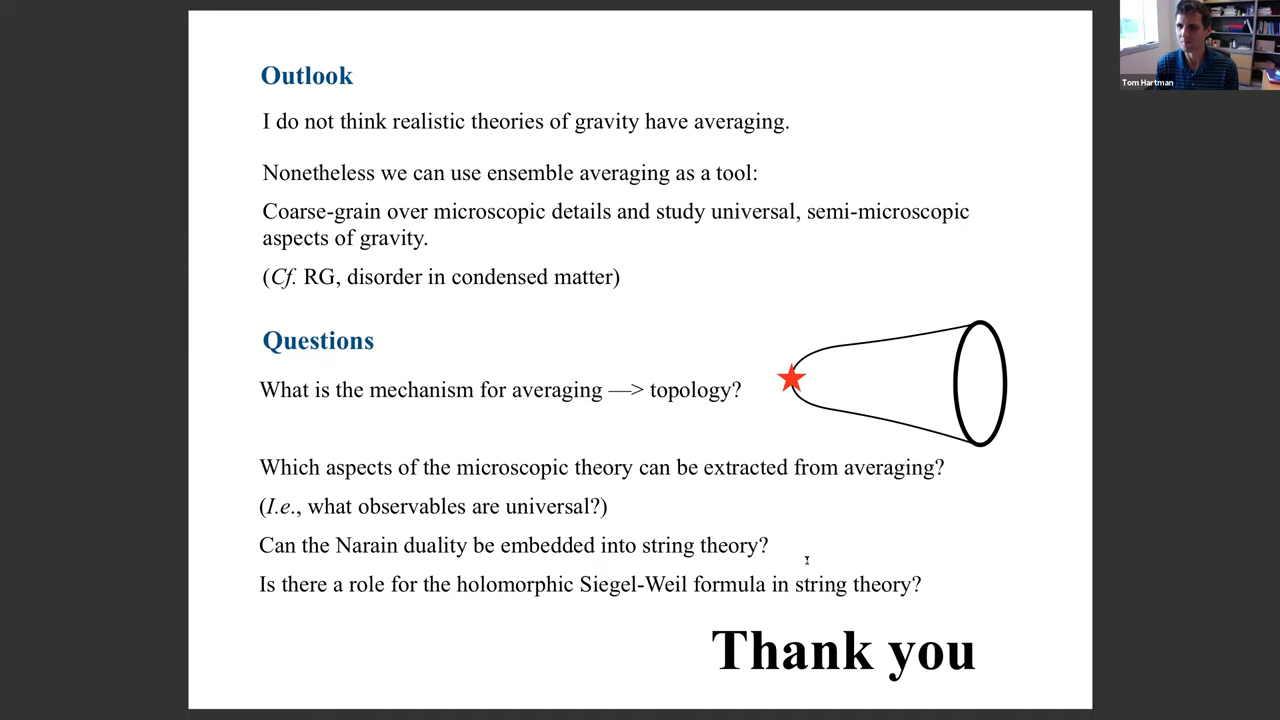 Outlook
I do not think realistic theories of gravity have averaging.
Nonetheless we can use ensemble averaging as a tool:
Coarse-grain over microscopic details and study universal, semi-microscopic
aspects of gravity.
(Cf. RG, disorder in condensed matter)
Questions
What is the mechanism for averaging —> topology?
Which aspects of the microscopic theory can be extracted from averaging?
(I.e., what observables are universal?)
Can the Narain duality be embedded into string theory?
Is there a role for the holomorphic Siegel-Weil formula in string theory?
Thank you
Tom Hartman